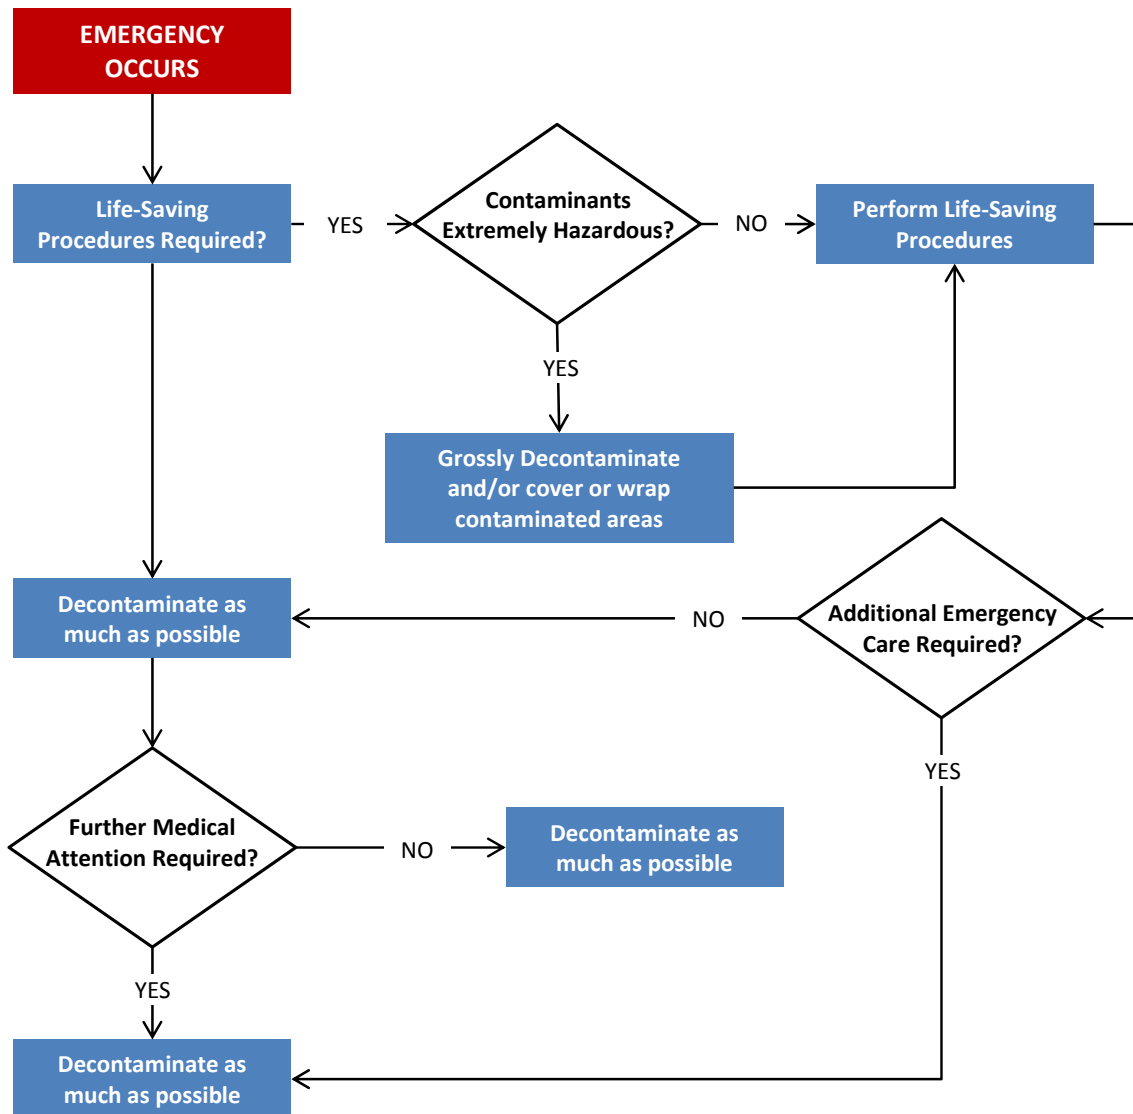 EMERGENCY
OCCURS
Life-Saving
Procedures Required?
YES
Contaminants
Extremely Hazardous?
NO
Perform Life-Saving
Procedures
YES
Grossly Decontaminate
and/or cover or wrap
contaminated areas
Decontaminate as
much as possible
NO
Additional Emergency
Care Required?
YES
Further Medical
Attention Required?
NO
Decontaminate as
much as possible
YES
Decontaminate as
much as possible